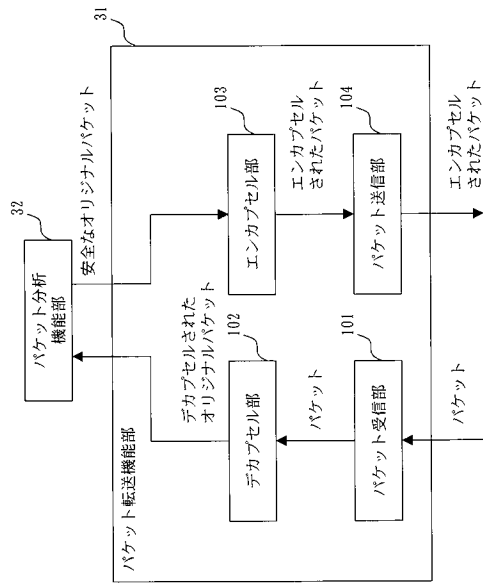 32
パケット分析
機能部
安全なオリジナルパケット
31
パケット転送機能部
デカプセルされた
オリジナルパケット
102
デカプセル部
103
エンカプセル部
パケット
エンカプセル
されたパケット
101
パケット受信部
104
パケット送信部
パケット
エンカプセル
されたパケット